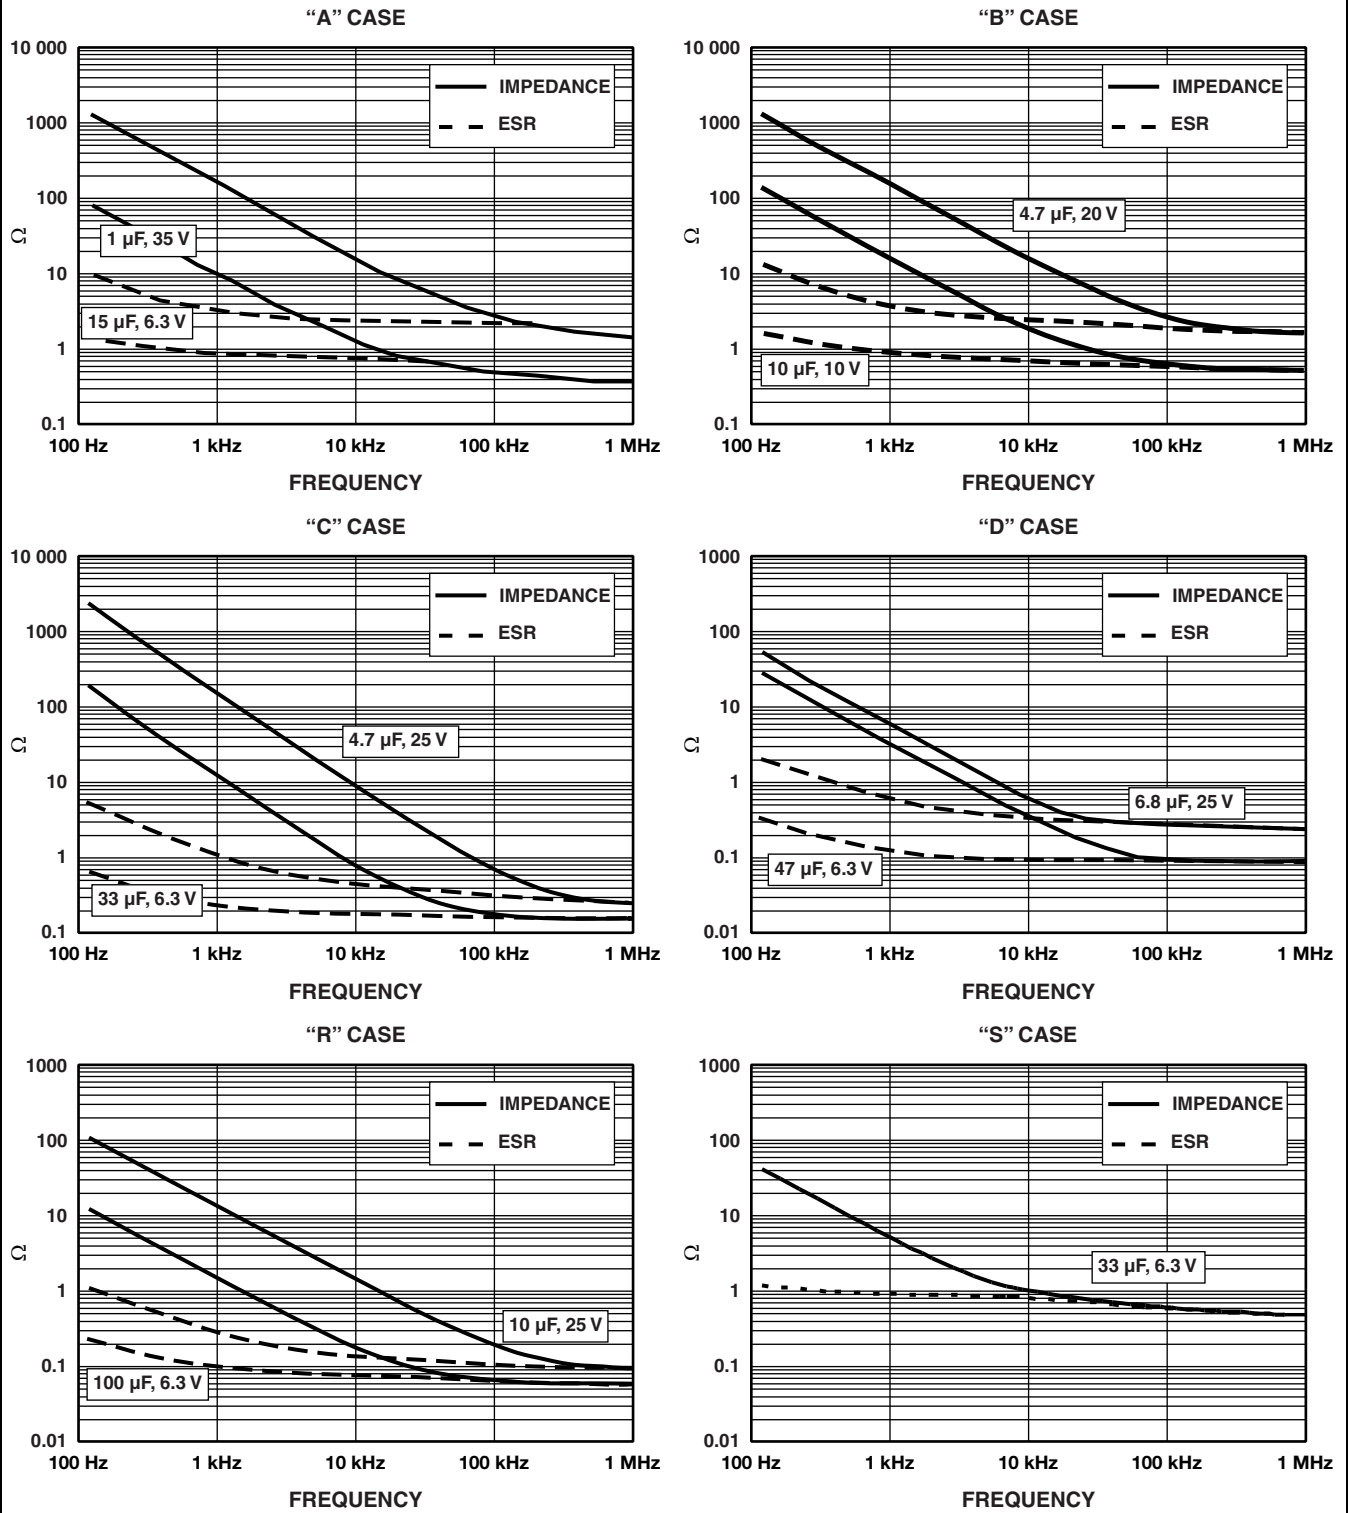 “A” CASE
10 000
1000
100
10
1
0.1
Ω
IMPEDANCE
ESR
1 µF, 35 V
15 µF, 6.3 V
100 Hz 1 kHz 10 kHz 100 kHz 1 MHz
FREQUENCY
“B” CASE
10 000
1000
100
10
1
0.1
Ω
IMPEDANCE
ESR
4.7 µF, 20 V
10 µF, 10 V
100 Hz 1 kHz 10 kHz 100 kHz 1 MHz
FREQUENCY
“C” CASE
10 000
1000
100
10
1
0.1
Ω
IMPEDANCE
ESR
4.7 µF, 25 V
33 µF, 6.3 V
100 Hz 1 kHz 10 kHz 100 kHz 1 MHz
FREQUENCY
“D” CASE
1000
100
10
1
0.1
0.01
Ω
IMPEDANCE
ESR
6.8 µF, 25 V
47 µF, 6.3 V
100 Hz 1 kHz 10 kHz 100 kHz 1 MHz
FREQUENCY
“R” CASE
1000
100
10
1
0.1
0.01
Ω
IMPEDANCE
ESR
10 µF, 25 V
100 µF, 6.3 V
100 Hz 1 kHz 10 kHz 100 kHz 1 MHz
FREQUENCY
“S” CASE
1000
100
10
1
0.1
0.01
Ω
IMPEDANCE
ESR
33 µF, 6.3 V
100 Hz 1 kHz 10 kHz 100 kHz 1 MHz
FREQUENCY